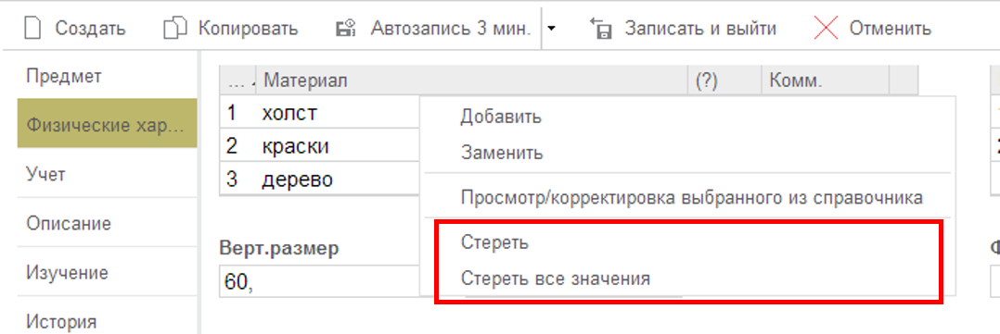 Создать Копировать Автозапись 3 мин. Записать и выйти Отменить
Предмет
Физические хар...
Учет
Описание
Изучение
История
... Материал (?) Комм.
1 холст
2 краски
3 дерево
Добавить
Заменить
Просмотр/корректировка выбранного из справочника
Стереть
Стереть все значения
Верт.размер
60,